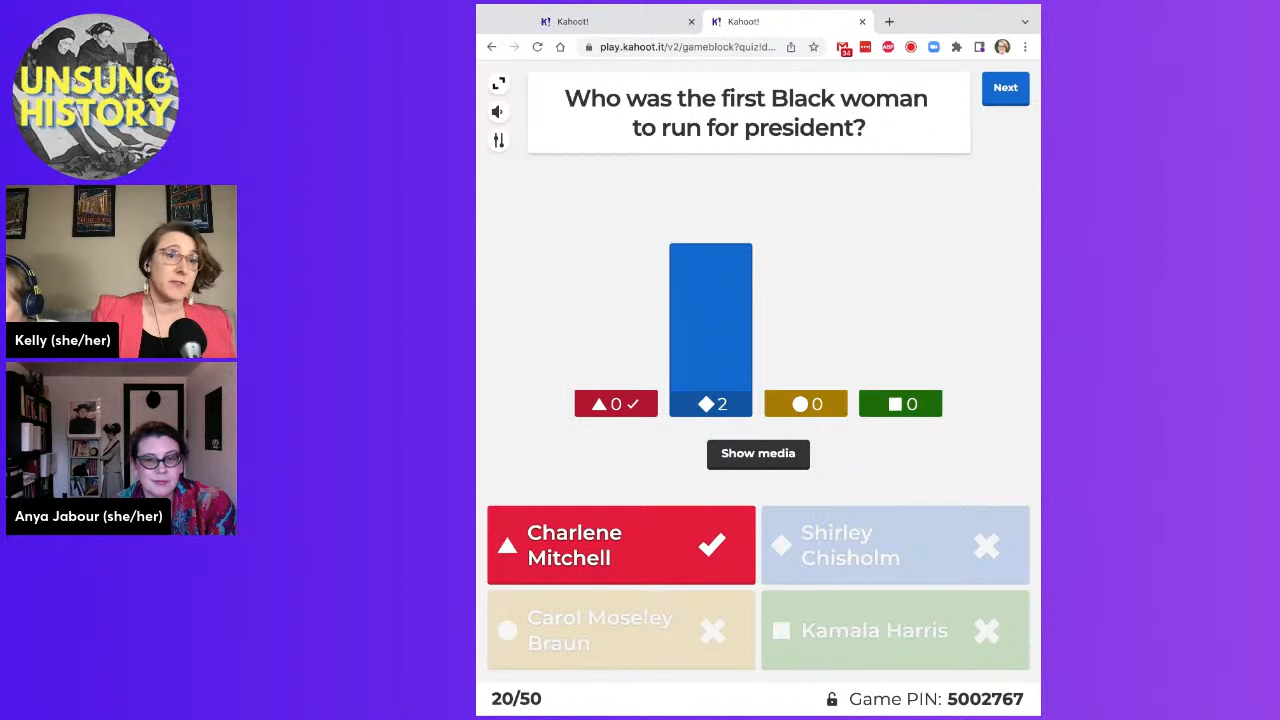 UNSUNG
HISTORY
Kelly (she/her)
Anya Jabour (she/her)
Kahoot!
Kahoot!
play.kahoot.it/v2/gameblock?quizId...
34
ABP
Who was the first Black woman
to run for president?
Next
0
2
0
0
Show media
Charlene
Mitchell
Shirley
Chisholm
Carol Moseley
Braun
Kamala Harris
20/50
Game PIN: 5002767